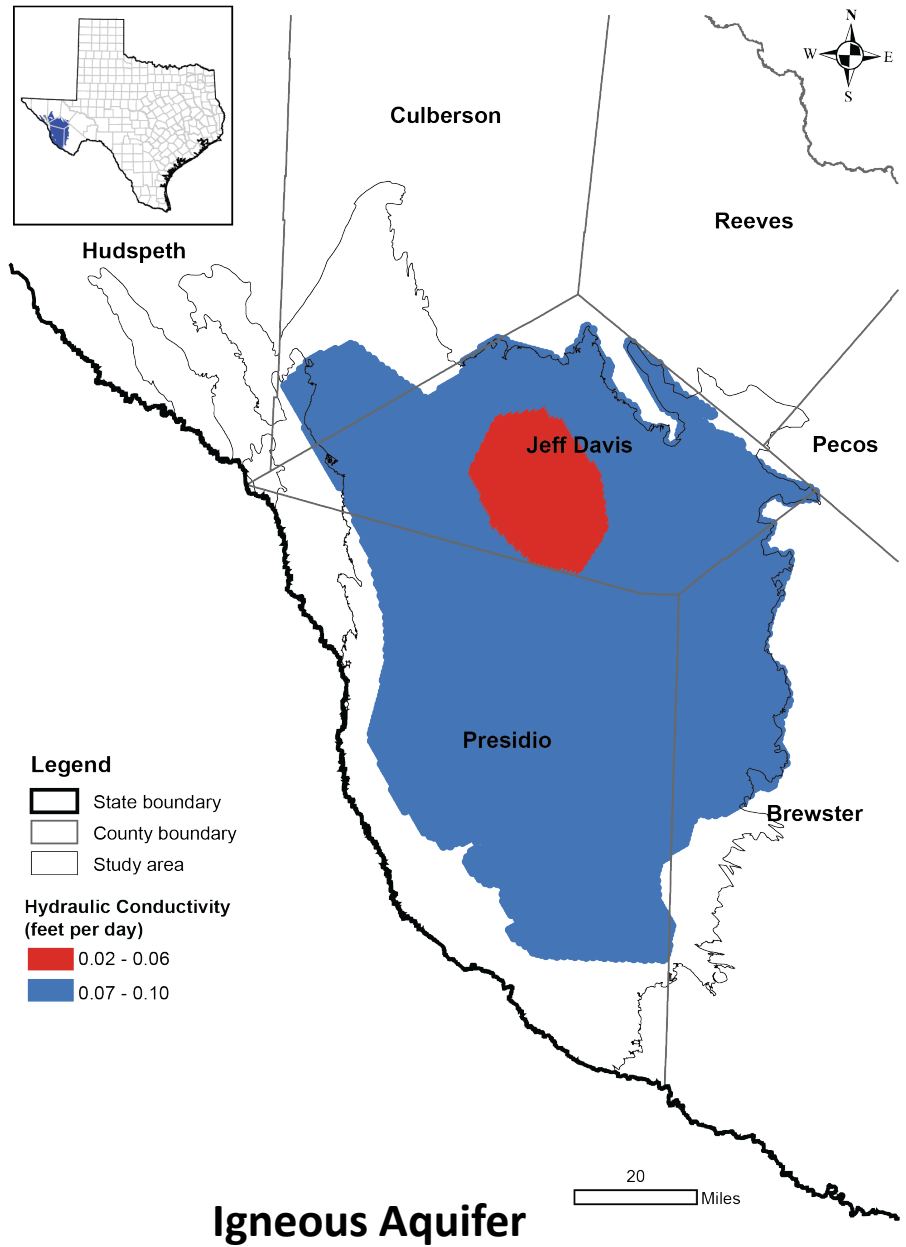 N
W
E
S
Culberson
Reeves
Hudspeth
Jeff Davis
Pecos
Presidio
Brewster
Legend
State boundary
County boundary
Study area
Hydraulic Conductivity
(feet per day)
0.02 - 0.06
0.07 - 0.10
20
Miles
Igneous Aquifer